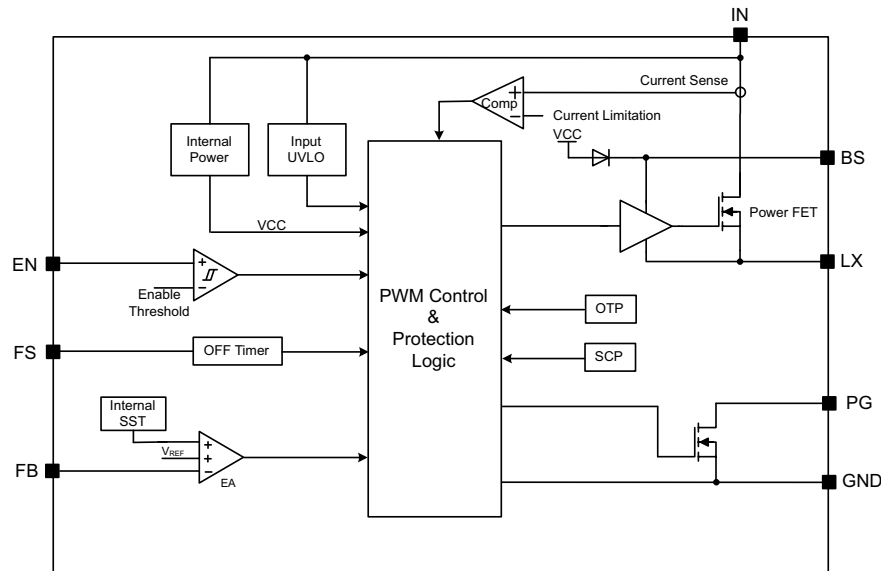 IN
Current Sense
+
Comp
−
Current Limitation
VCC
BS
Internal
Power
Input
UVLO
Power FET
VCC
EN
+
−
Enable
Threshold
LX
PWM Control
&
Protection
Logic
OTP
FS
OFF Timer
SCP
Internal
SST
PG
VREF
+
+
−
FB
EA
GND